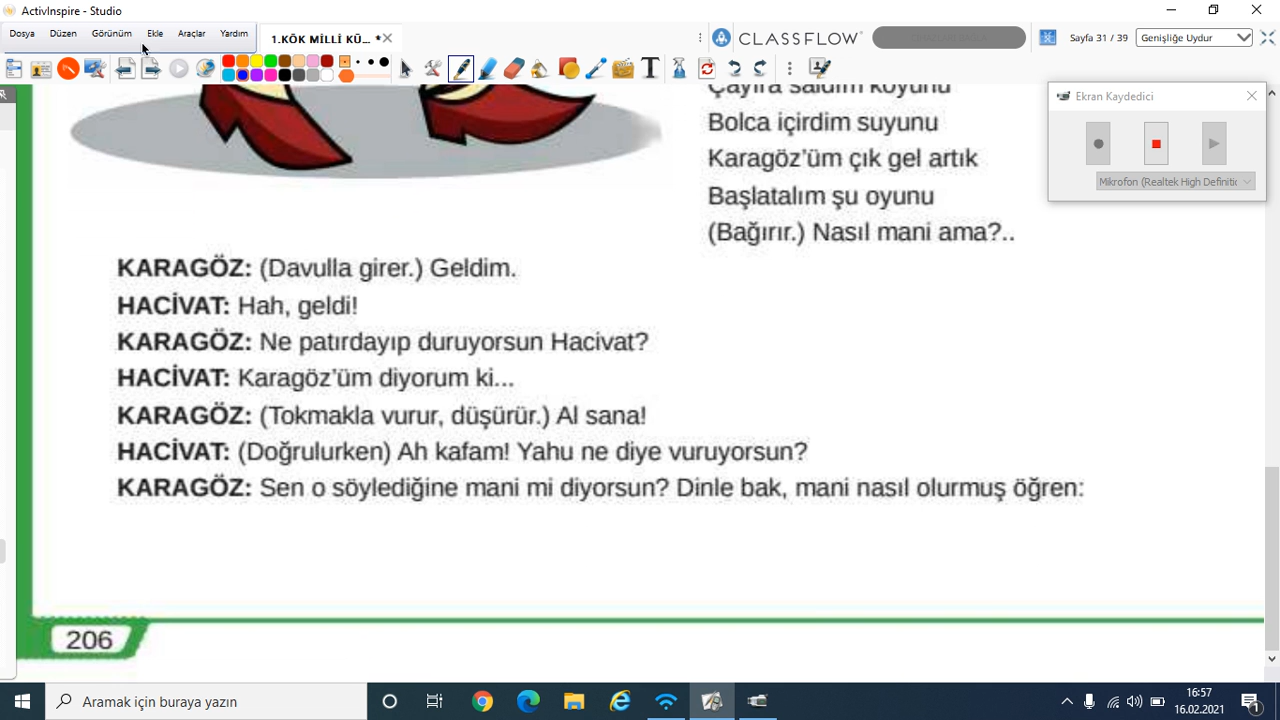 ActivInspire - Studio
Dosya Düzen Görünüm Ekle Araçlar Yardım
1.KÖK MİLLİ KÜ... *
CLASSFLOW
Sayfa 31 / 39
Genişliğe Uydur
Ekran Kaydedici
Mikrofon (Realtek High Definitic
Çayıra saldım koyunu
Bolca içirdim suyunu
Karagöz’üm çık gel artık
Başlatalım şu oyunu
(Bağırır.) Nasıl mani ama?..
KARAGÖZ: (Davulla girer.) Geldim.
HACİVAT: Hah, geldi!
KARAGÖZ: Ne patırdayıp duruyorsun Hacivat?
HACİVAT: Karagöz’üm diyorum ki...
KARAGÖZ: (Tokmakla vurur, düşürür.) Al sana!
HACİVAT: (Doğrulurken) Ah kafam! Yahu ne diye vuruyorsun?
KARAGÖZ: Sen o söylediğine mani mi diyorsun? Dinle bak, mani nasıl olurmuş öğren:
206
Aramak için buraya yazın
16:57
16.02.2021
1